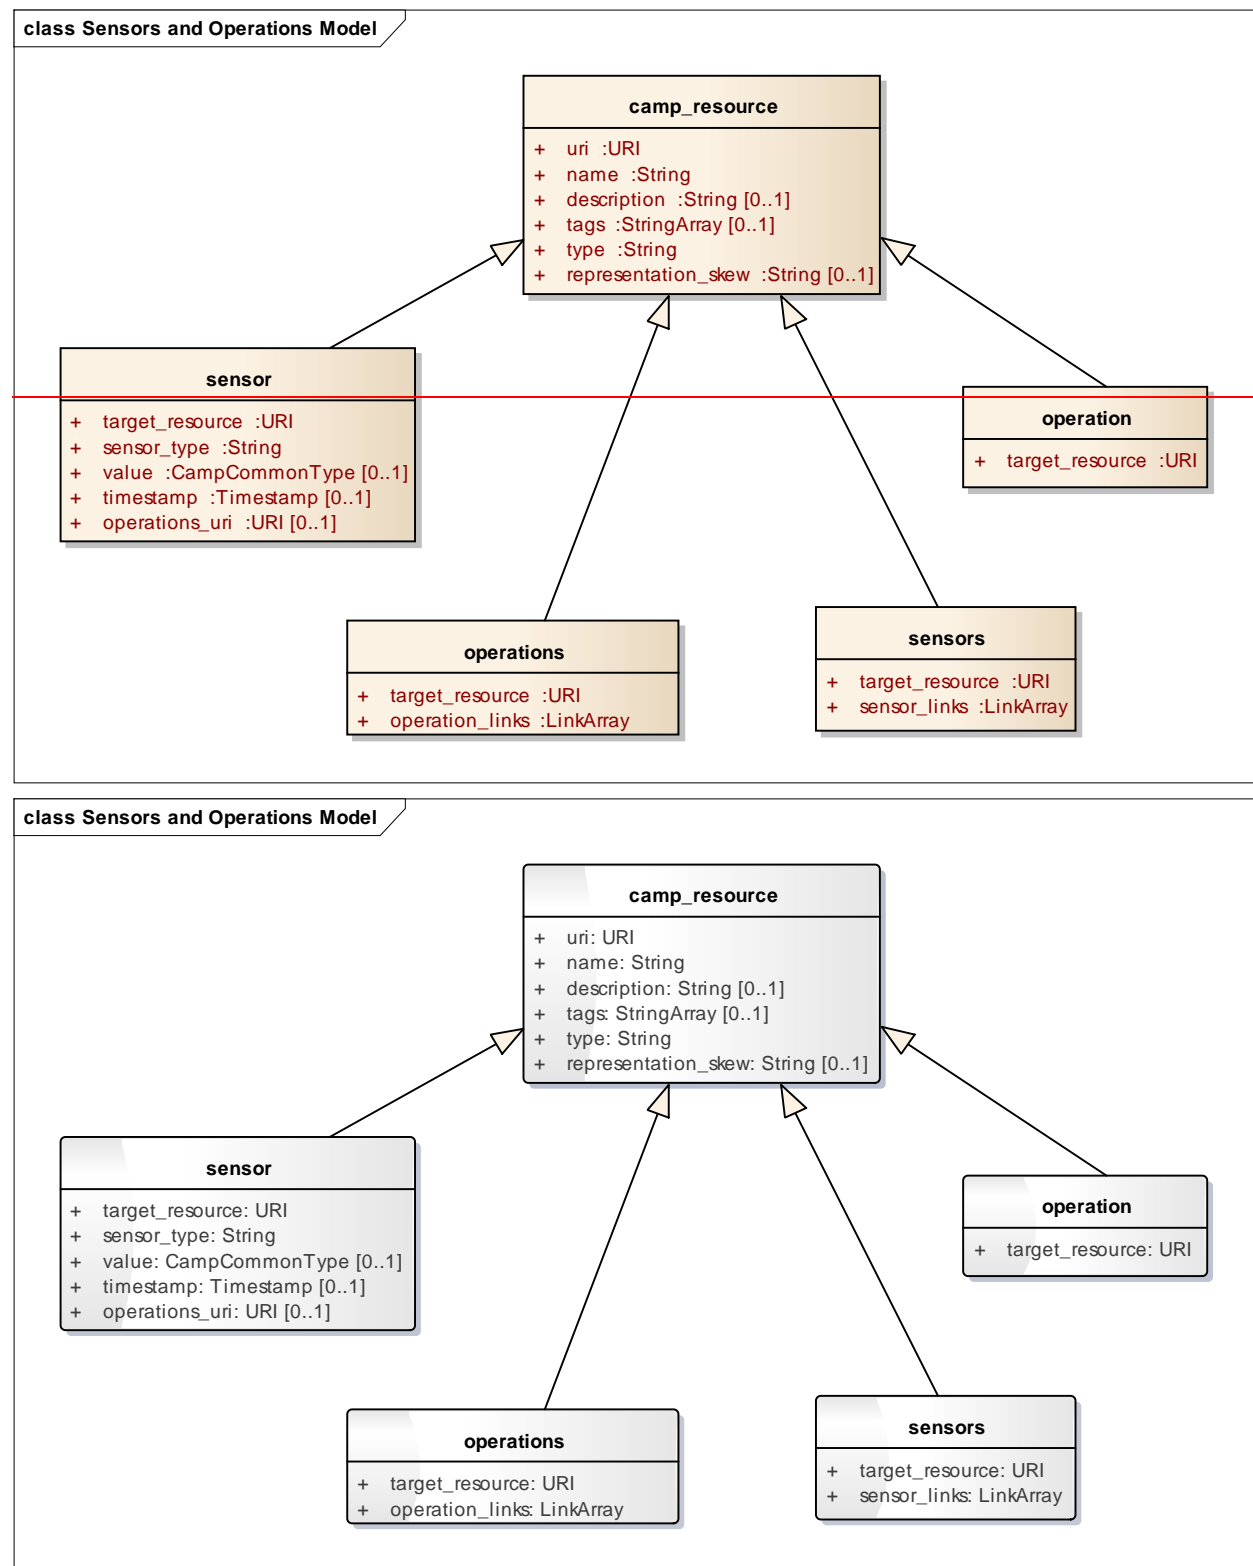 class Sensors and Operations Model
camp_resource
+ uri :URI
+ name :String
+ description :String [0..1]
+ tags :StringArray [0..1]
+ type :String
+ representation_skew :String [0..1]
sensor
+ target_resource :URI
+ sensor_type :String
+ value :CampCommonType [0..1]
+ timestamp :Timestamp [0..1]
+ operations_uri :URI [0..1]
operation
+ target_resource :URI
operations
+ target_resource :URI
+ operation_links :LinkArray
sensors
+ target_resource :URI
+ sensor_links :LinkArray
class Sensors and Operations Model
camp_resource
+ uri: URI
+ name: String
+ description: String [0..1]
+ tags: StringArray [0..1]
+ type: String
+ representation_skew: String [0..1]
sensor
+ target_resource: URI
+ sensor_type: String
+ value: CampCommonType [0..1]
+ timestamp: Timestamp [0..1]
+ operations_uri: URI [0..1]
operation
+ target_resource: URI
operations
+ target_resource: URI
+ operation_links: LinkArray
sensors
+ target_resource: URI
+ sensor_links: LinkArray